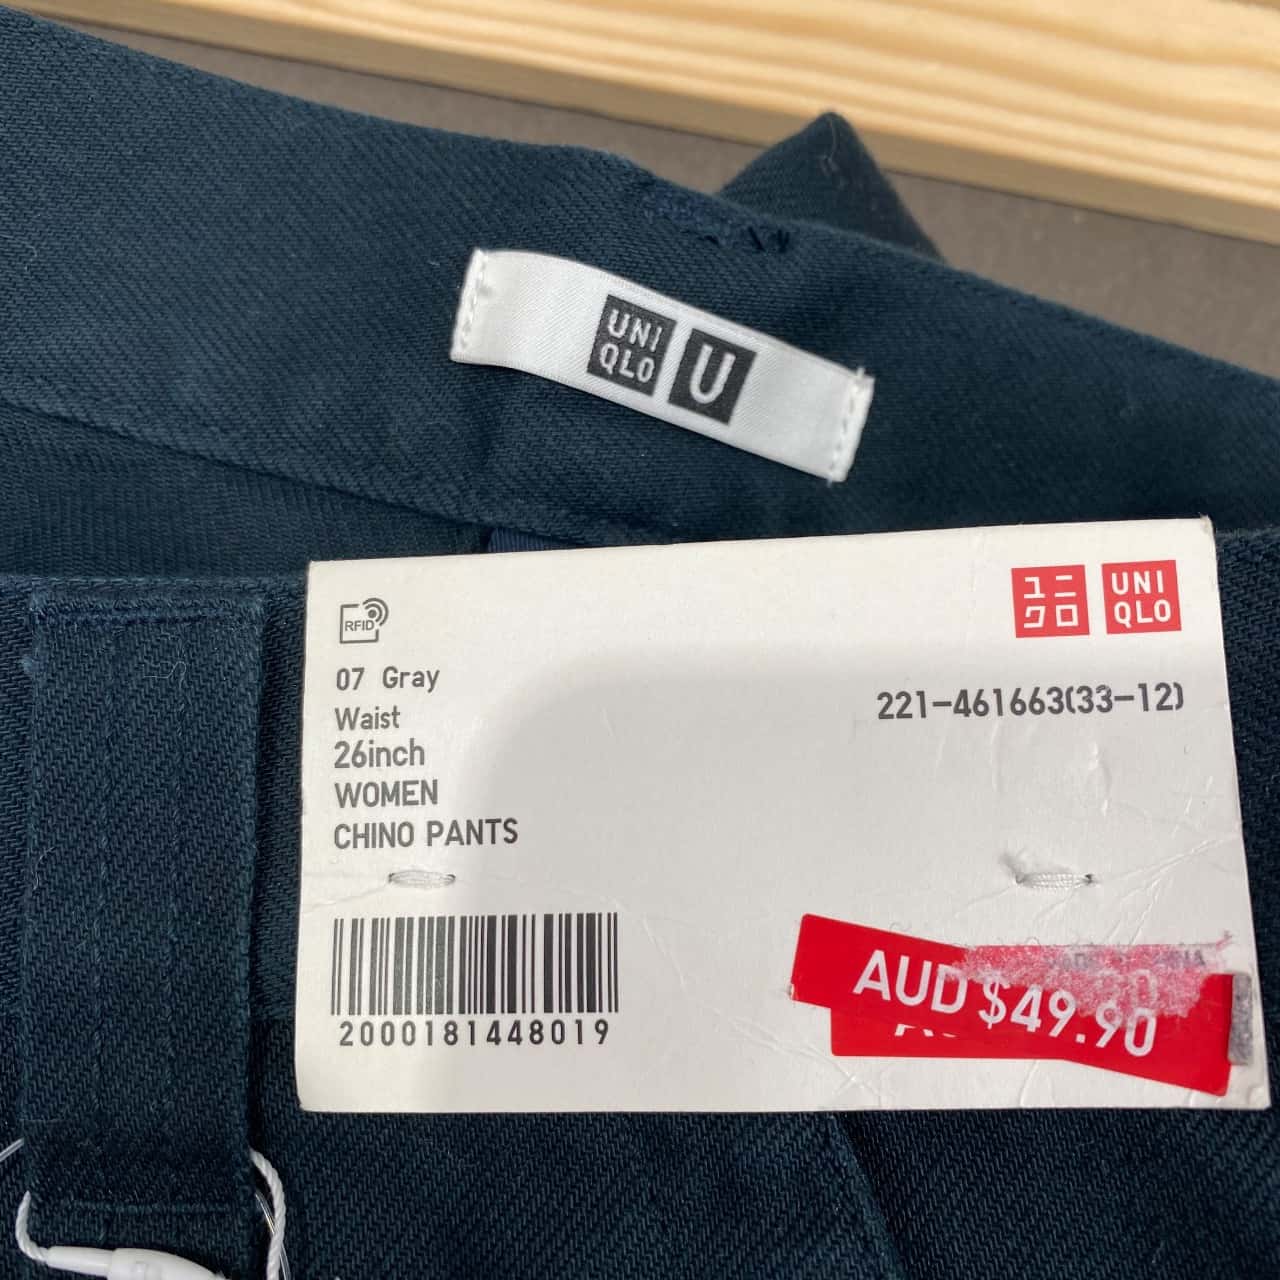 UNI
QLO
U
RFID
ユニ
クロ
UNI
QLO
07 Gray
221-461663(33-12)
Waist
26inch
WOMEN
CHINO PANTS
AUD $49.90
2000181448019